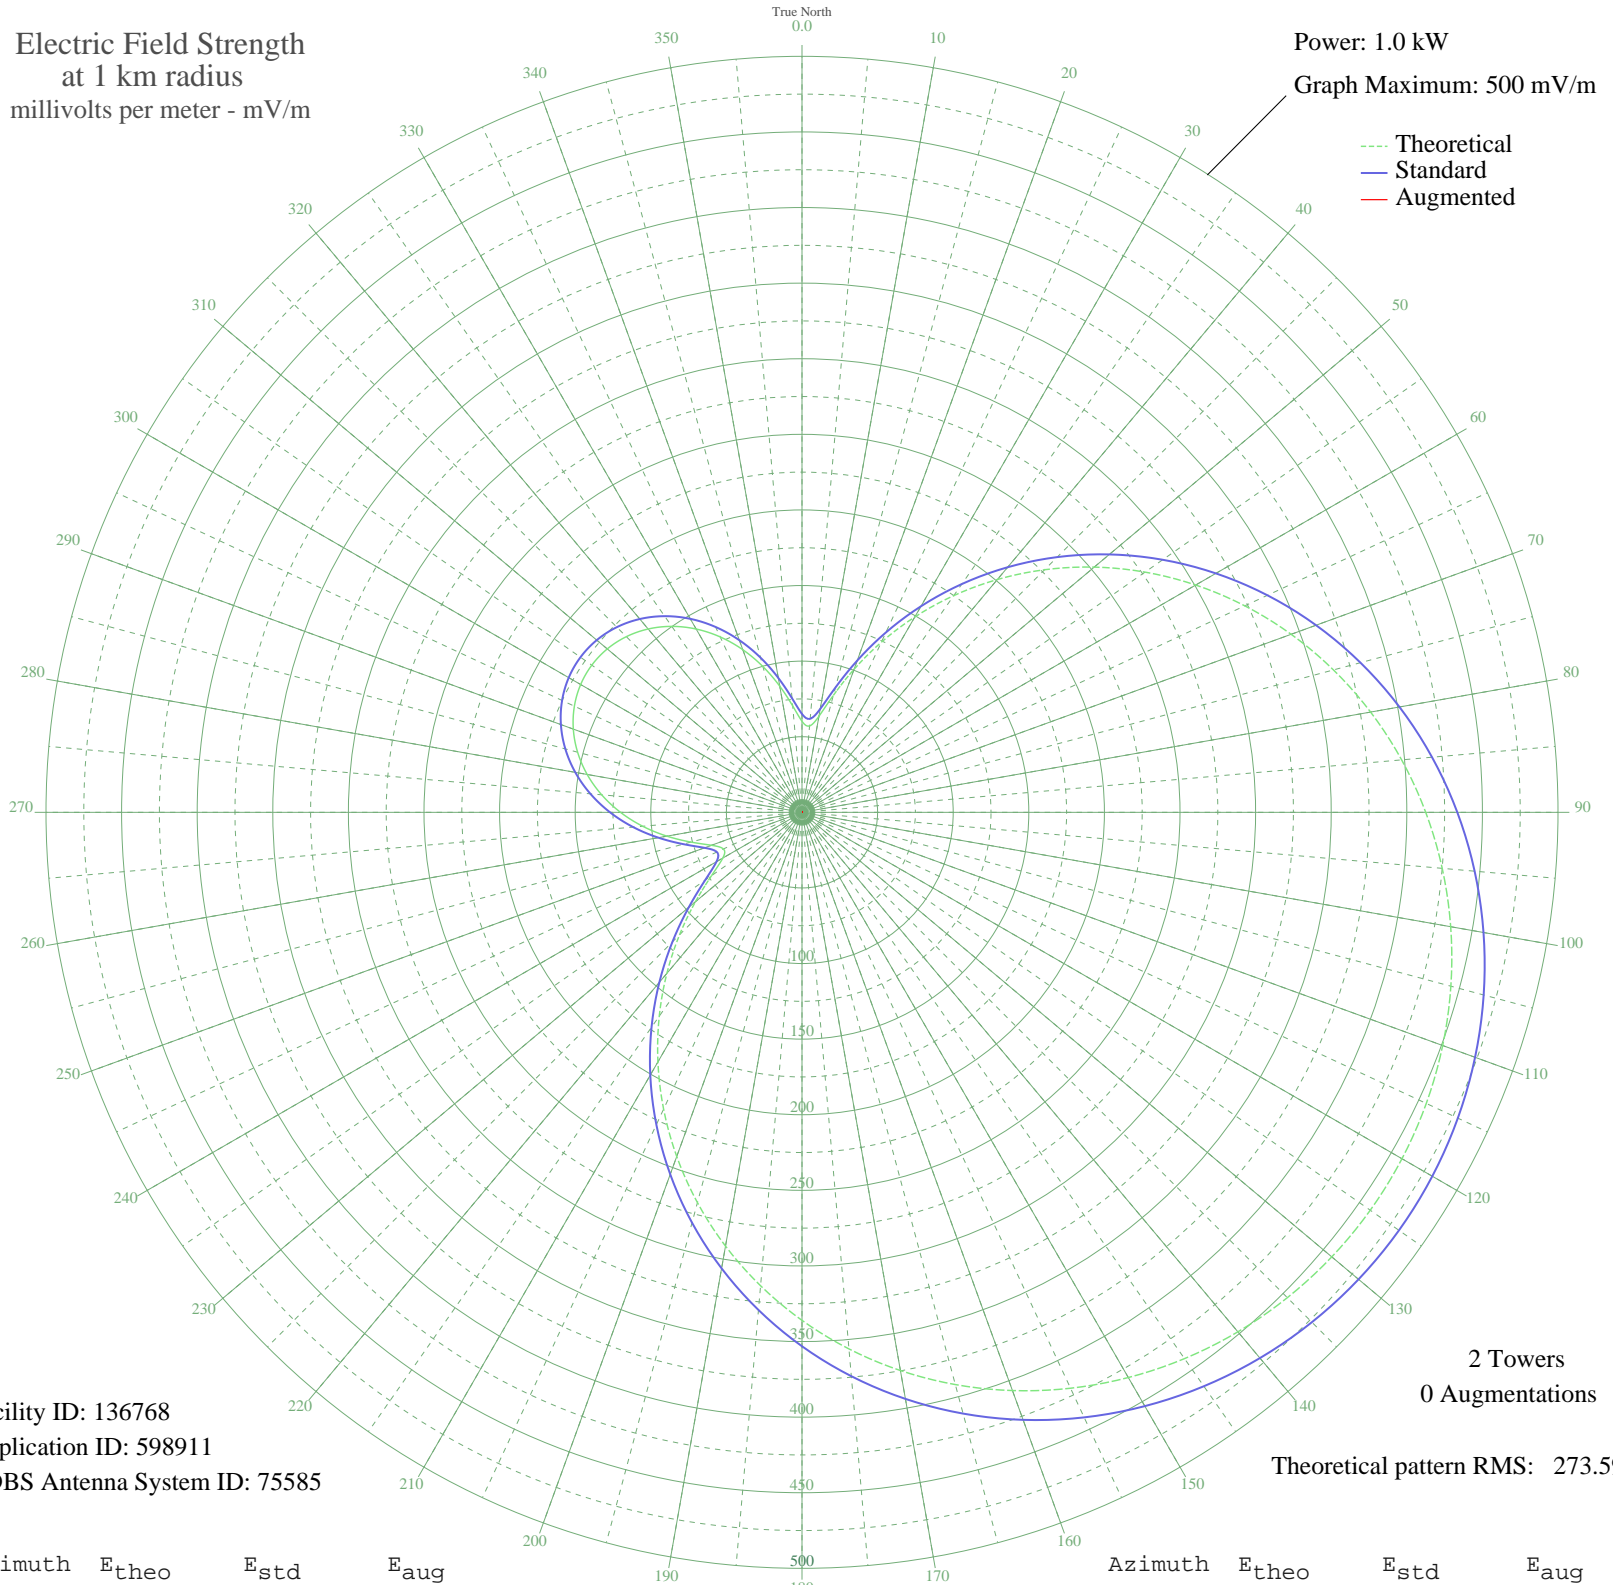 True North
0.0
Electric Field Strength
at 1 km radius
millivolts per meter - mV/m
Power: 1.0 kW
Graph Maximum: 500 mV/m
Theoretical
Standard
Augmented
10
20
30
40
50
60
70
80
90
100
110
120
130
140
150
160
170
190
200
210
220
230
240
250
260
270
280
290
300
310
320
330
340
350
100
150
200
250
300
350
400
450
500
2 Towers
0 Augmentations
Theoretical pattern RMS: 273.59
cility ID: 136768
plication ID: 598911
DBS Antenna System ID: 75585
imuth Etheo Estd Eaug
Azimuth Etheo Estd Eaug